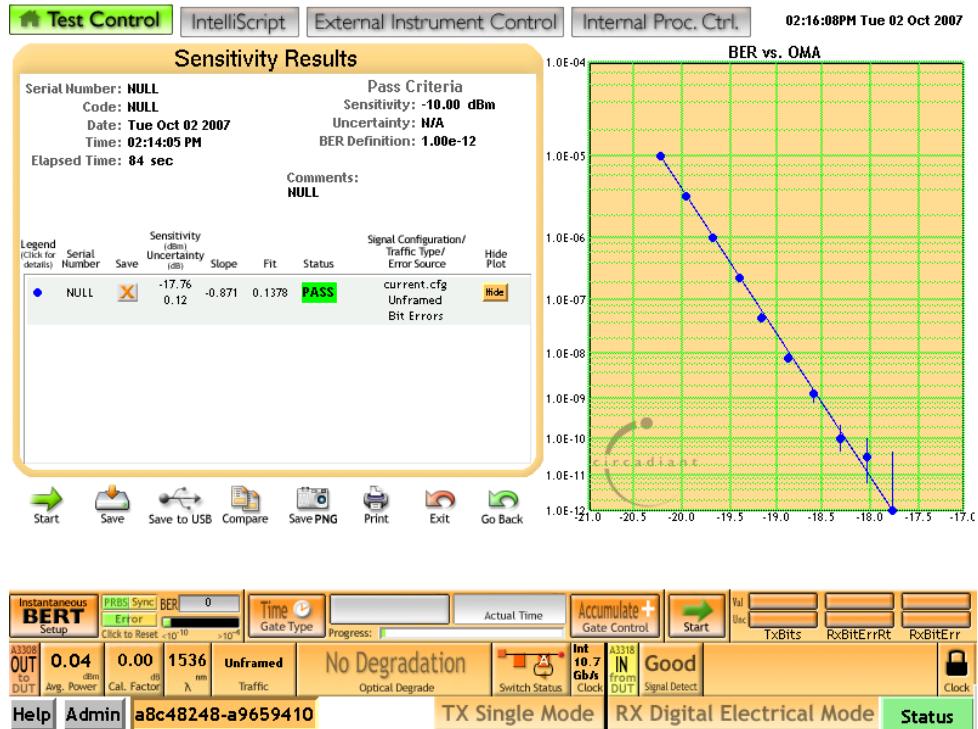 Test Control IntelliScript External Instrument Control Internal Proc. Ctrl. 02:16:08PM Tue 02 Oct 2007
Sensitivity Results
Serial Number: NULL
Code: NULL
Date: Tue Oct 02 2007
Time: 02:14:05 PM
Elapsed Time: 84 sec
Pass Criteria
Sensitivity: -10.00 dBm
Uncertainty: N/A
BER Definition: 1.00e-12
Comments:
NULL
Legend
(Click for
details)
Serial
Number
Save
Sensitivity
(dBm)
Uncertainty
(dB)
Slope
Fit
Status
Signal Configuration/
Traffic Type/
Error Source
Hide
Plot
NULL
-17.76
0.12
-0.871
0.1378
PASS
current.cfg
Unframed
Bit Errors
Hide
Start
Save
Save to USB
Compare
Save PNG
Print
Exit
Go Back
BER vs. OMA
1.0E-04
1.0E-05
1.0E-06
1.0E-07
1.0E-08
1.0E-09
1.0E-10
1.0E-11
1.0E-12
circadiant
-21.0 -20.5 -20.0 -19.5 -19.0 -18.5 -18.0 -17.5 -17.0
Instantaneous
BERT
Setup
PRBS Sync BER 0
Error
Click to Reset <10-10 >10-4
Time
Gate Type
Progress:
Actual Time
Accumulate +
Gate Control
Start
Val
Unc
TxBits
RxBitErrRt
RxBitErr
A3308
OUT
to
DUT
0.04
dBm
Avg. Power
0.00
dB
Cal. Factor
1536
nm
λ
Unframed
Traffic
No Degradation
Optical Degrade
Switch Status
Int
10.7
Gb/s
Clock
A3318
IN
from
DUT
Good
Signal Detect
Clock
Help Admin a8c48248-a9659410 TX Single Mode RX Digital Electrical Mode Status